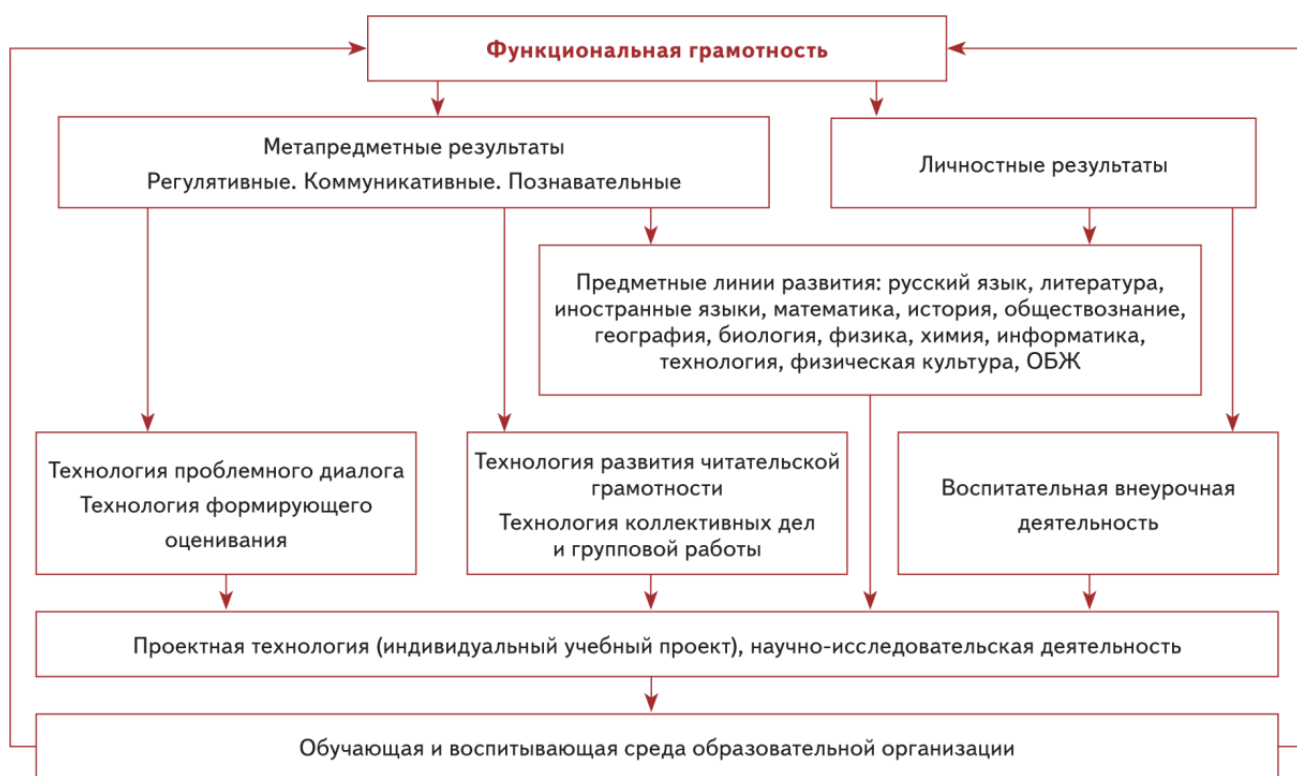 Функциональная грамотность
Метапредметные результаты
Регулятивные. Коммуникативные. Познавательные
Личностные результаты
Предметные линии развития: русский язык, литература,
иностранные языки, математика, история, обществознание,
география, биология, физика, химия, информатика,
технология, физическая культура, ОБЖ
Технология проблемного диалога
Технология формирующего
оценивания
Технология развития читательской
грамотности
Технология коллективных дел
и групповой работы
Воспитательная внеурочная
деятельность
Проектная технология (индивидуальный учебный проект), научно-исследовательская деятельность
Обучающая и воспитывающая среда образовательной организации